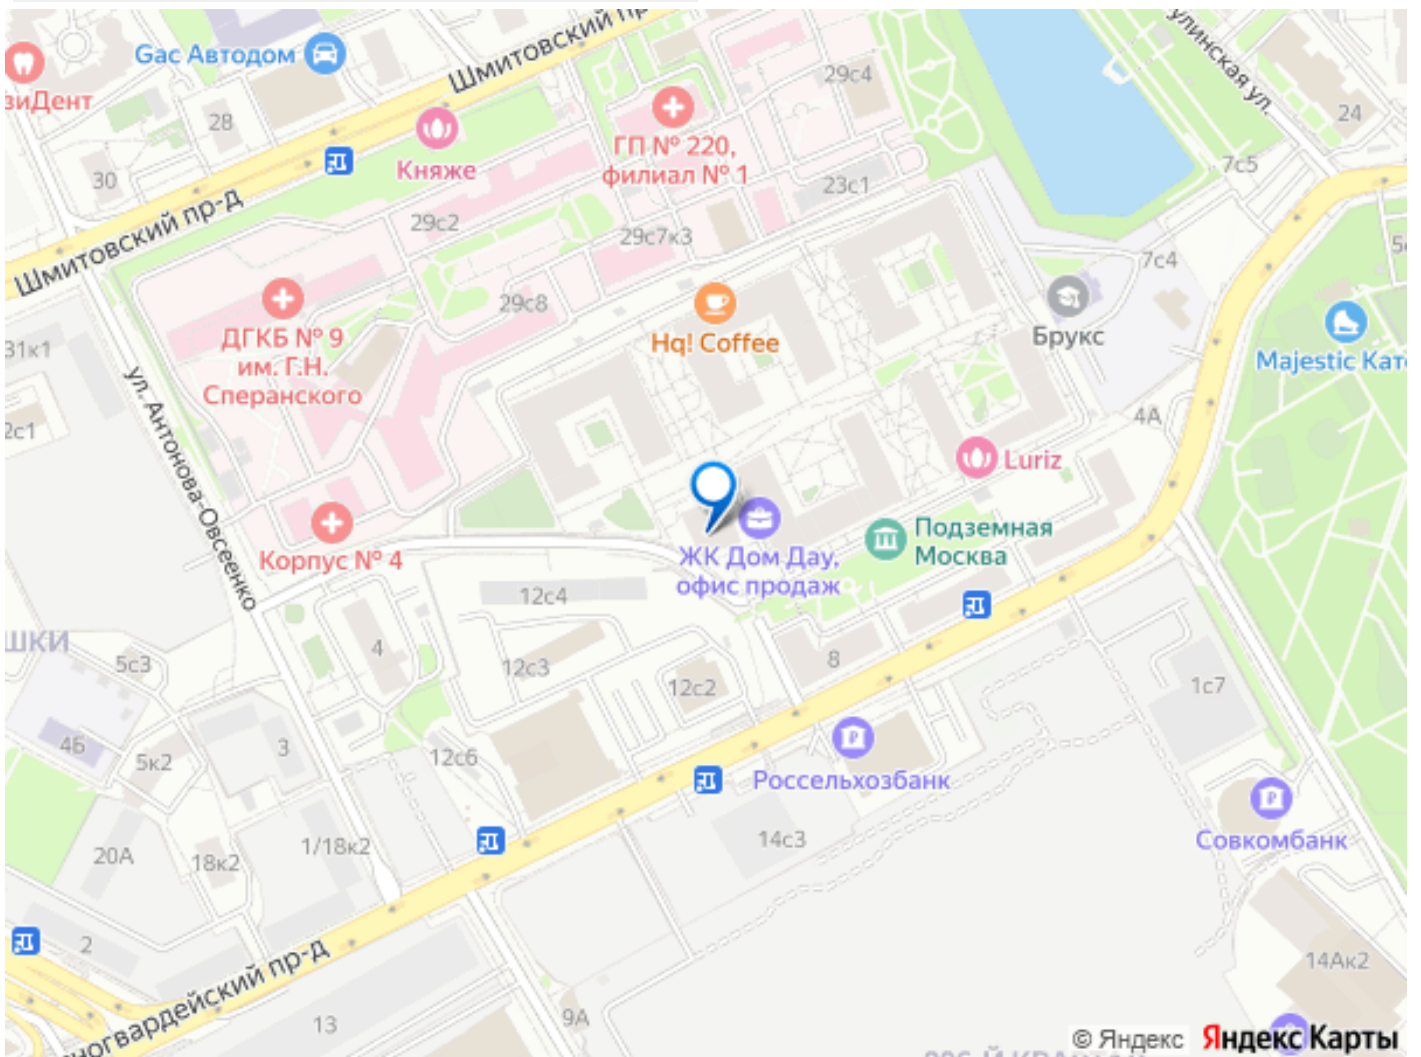 Шмитовский пр-д
улинская ул.
Gac Автодом
зиДент
29с4
24
28
ГП № 220,
филиал № 1
Княже
7с5
30
23с1
Шмитовский пр-д
29с2
29с7к3
7с4
29с8
ДГКБ № 9
им. Г.Н.
Сперанского
Hq! Coffee
Брукс
31к1
Majestic Като
ул. Антонова-Овсеенко
2с1
4А
Luriz
Подземная
Москва
Корпус № 4
ЖК Дом Дау,
офис продаж
12с4
ШКИ
4
5с3
12с3
8
12с2
1с7
4Б
3
5к2
12с6
Россельхозбанк
14с3
Совкомбанк
1/18к2
20А
18к2
2
ногвардейский пр-д
14Ак2
13
9А
© Яндекс
Яндекс Карты